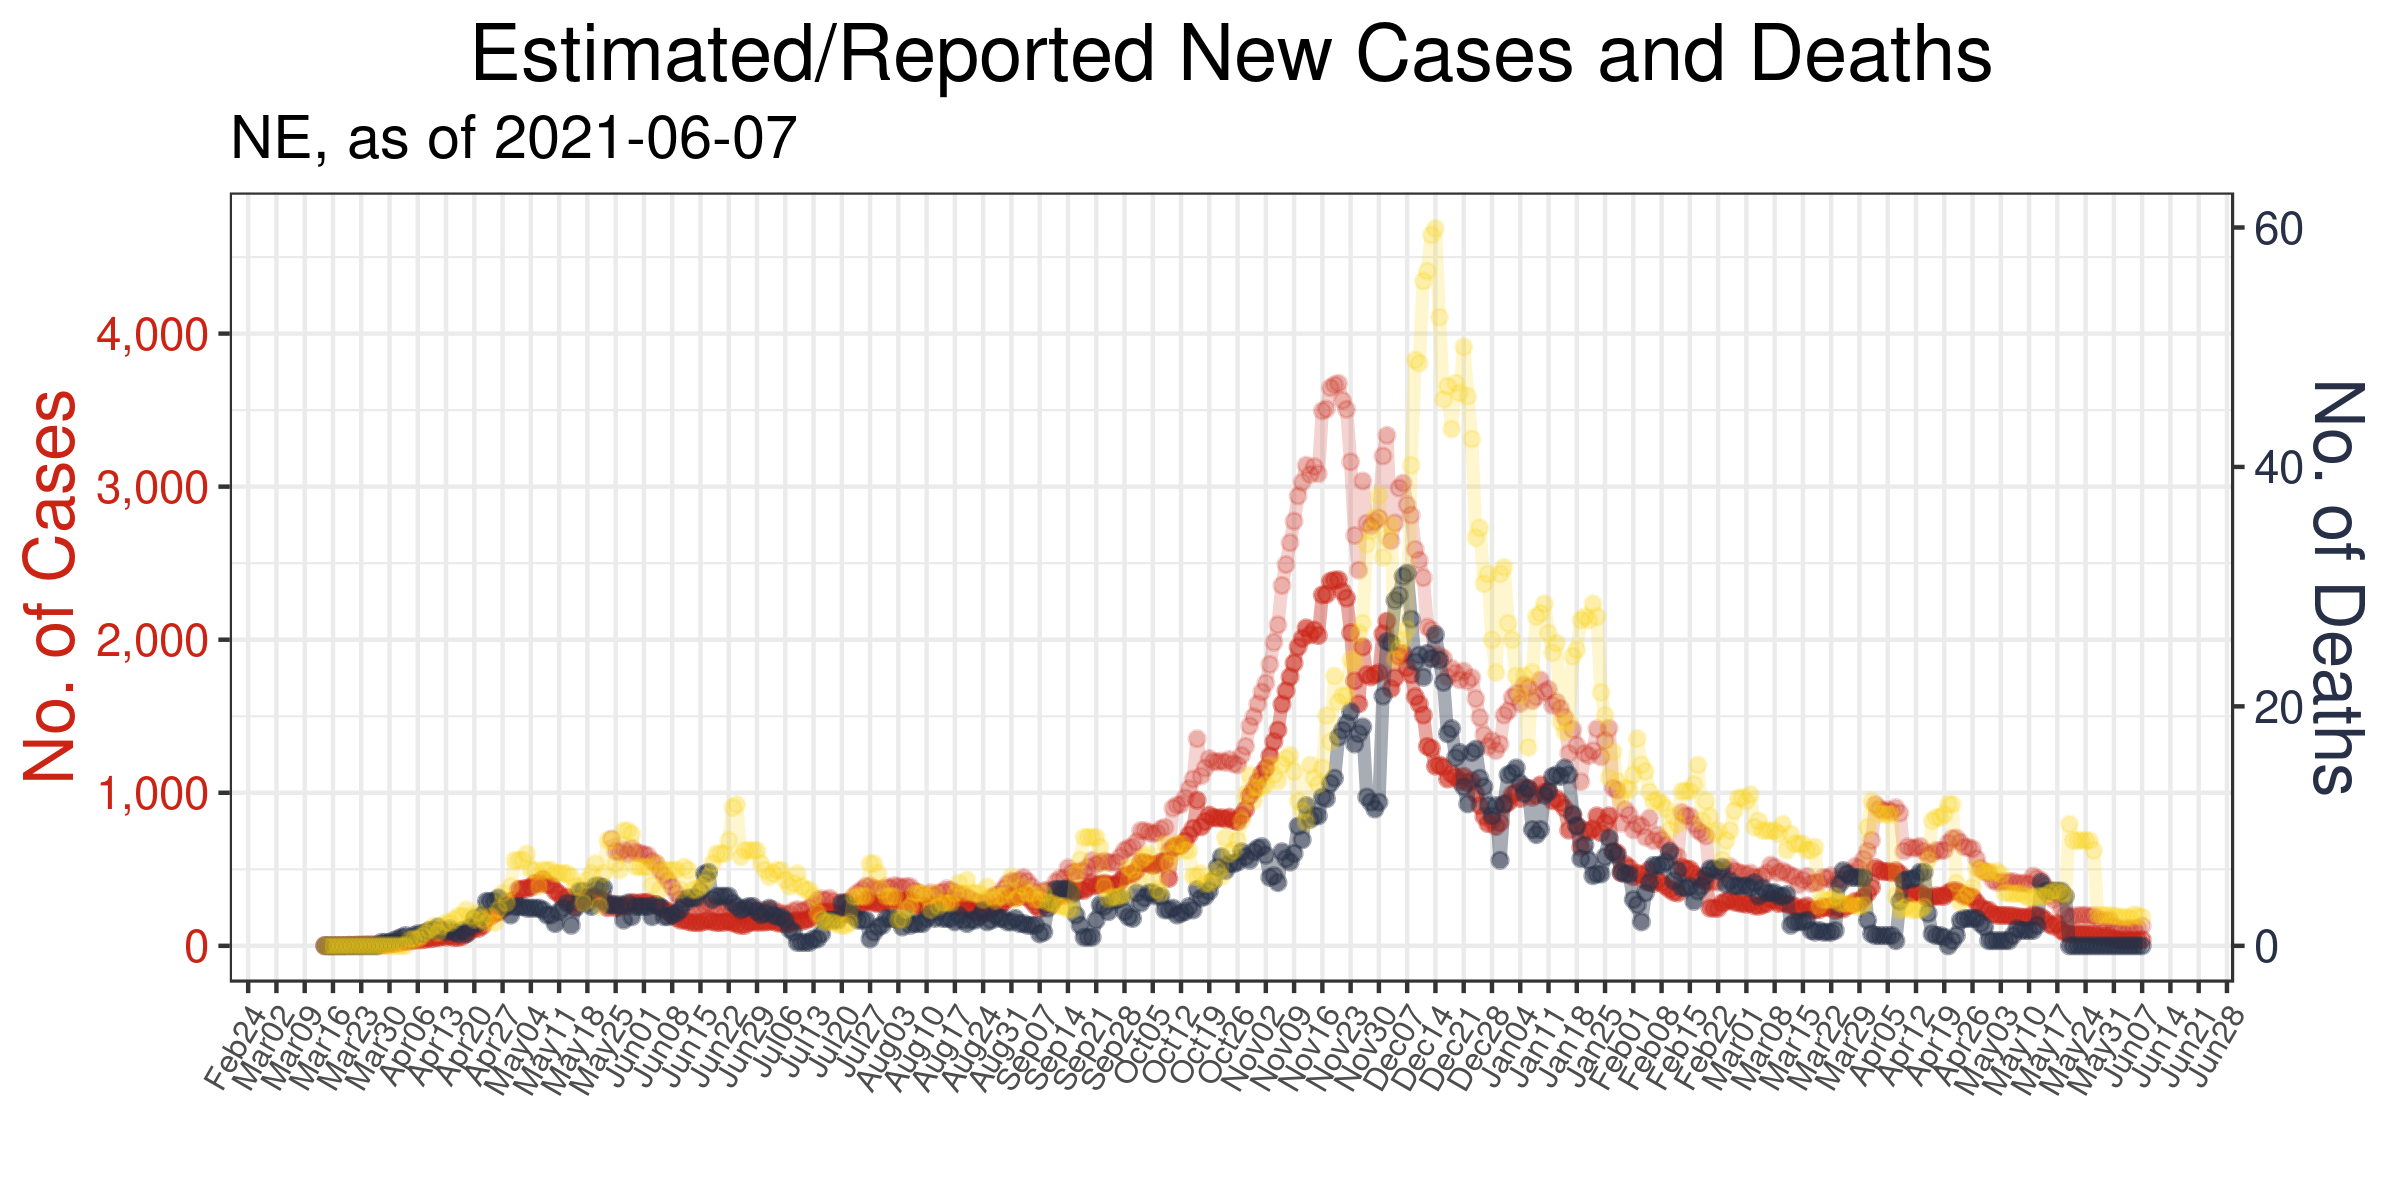 Estimated/Reported New Cases and Deaths
NE, as of 2021-06-07
No. of Cases
4,000
3,000
2,000
1,000
0
60
40
20
0
No. of Deaths
Feb24
Mar02
Mar09
Mar16
Mar23
Mar30
Apr06
Apr13
Apr20
Apr27
May04
May11
May18
May25
Jun01
Jun08
Jun15
Jun22
Jun29
Jul06
Jul13
Jul20
Jul27
Aug03
Aug10
Aug17
Aug24
Aug31
Sep07
Sep14
Sep21
Sep28
Oct05
Oct12
Oct19
Oct26
Nov02
Nov09
Nov16
Nov23
Nov30
Dec07
Dec14
Dec21
Dec28
Dec04
Jan11
Jan18
Jan25
Feb01
Feb08
Feb15
Feb22
Mar01
Mar08
Mar15
Mar22
Mar29
Apr05
Apr12
Apr19
Apr26
May03
May10
May17
May24
May31
May07
Jun14
Jun21
Jun28